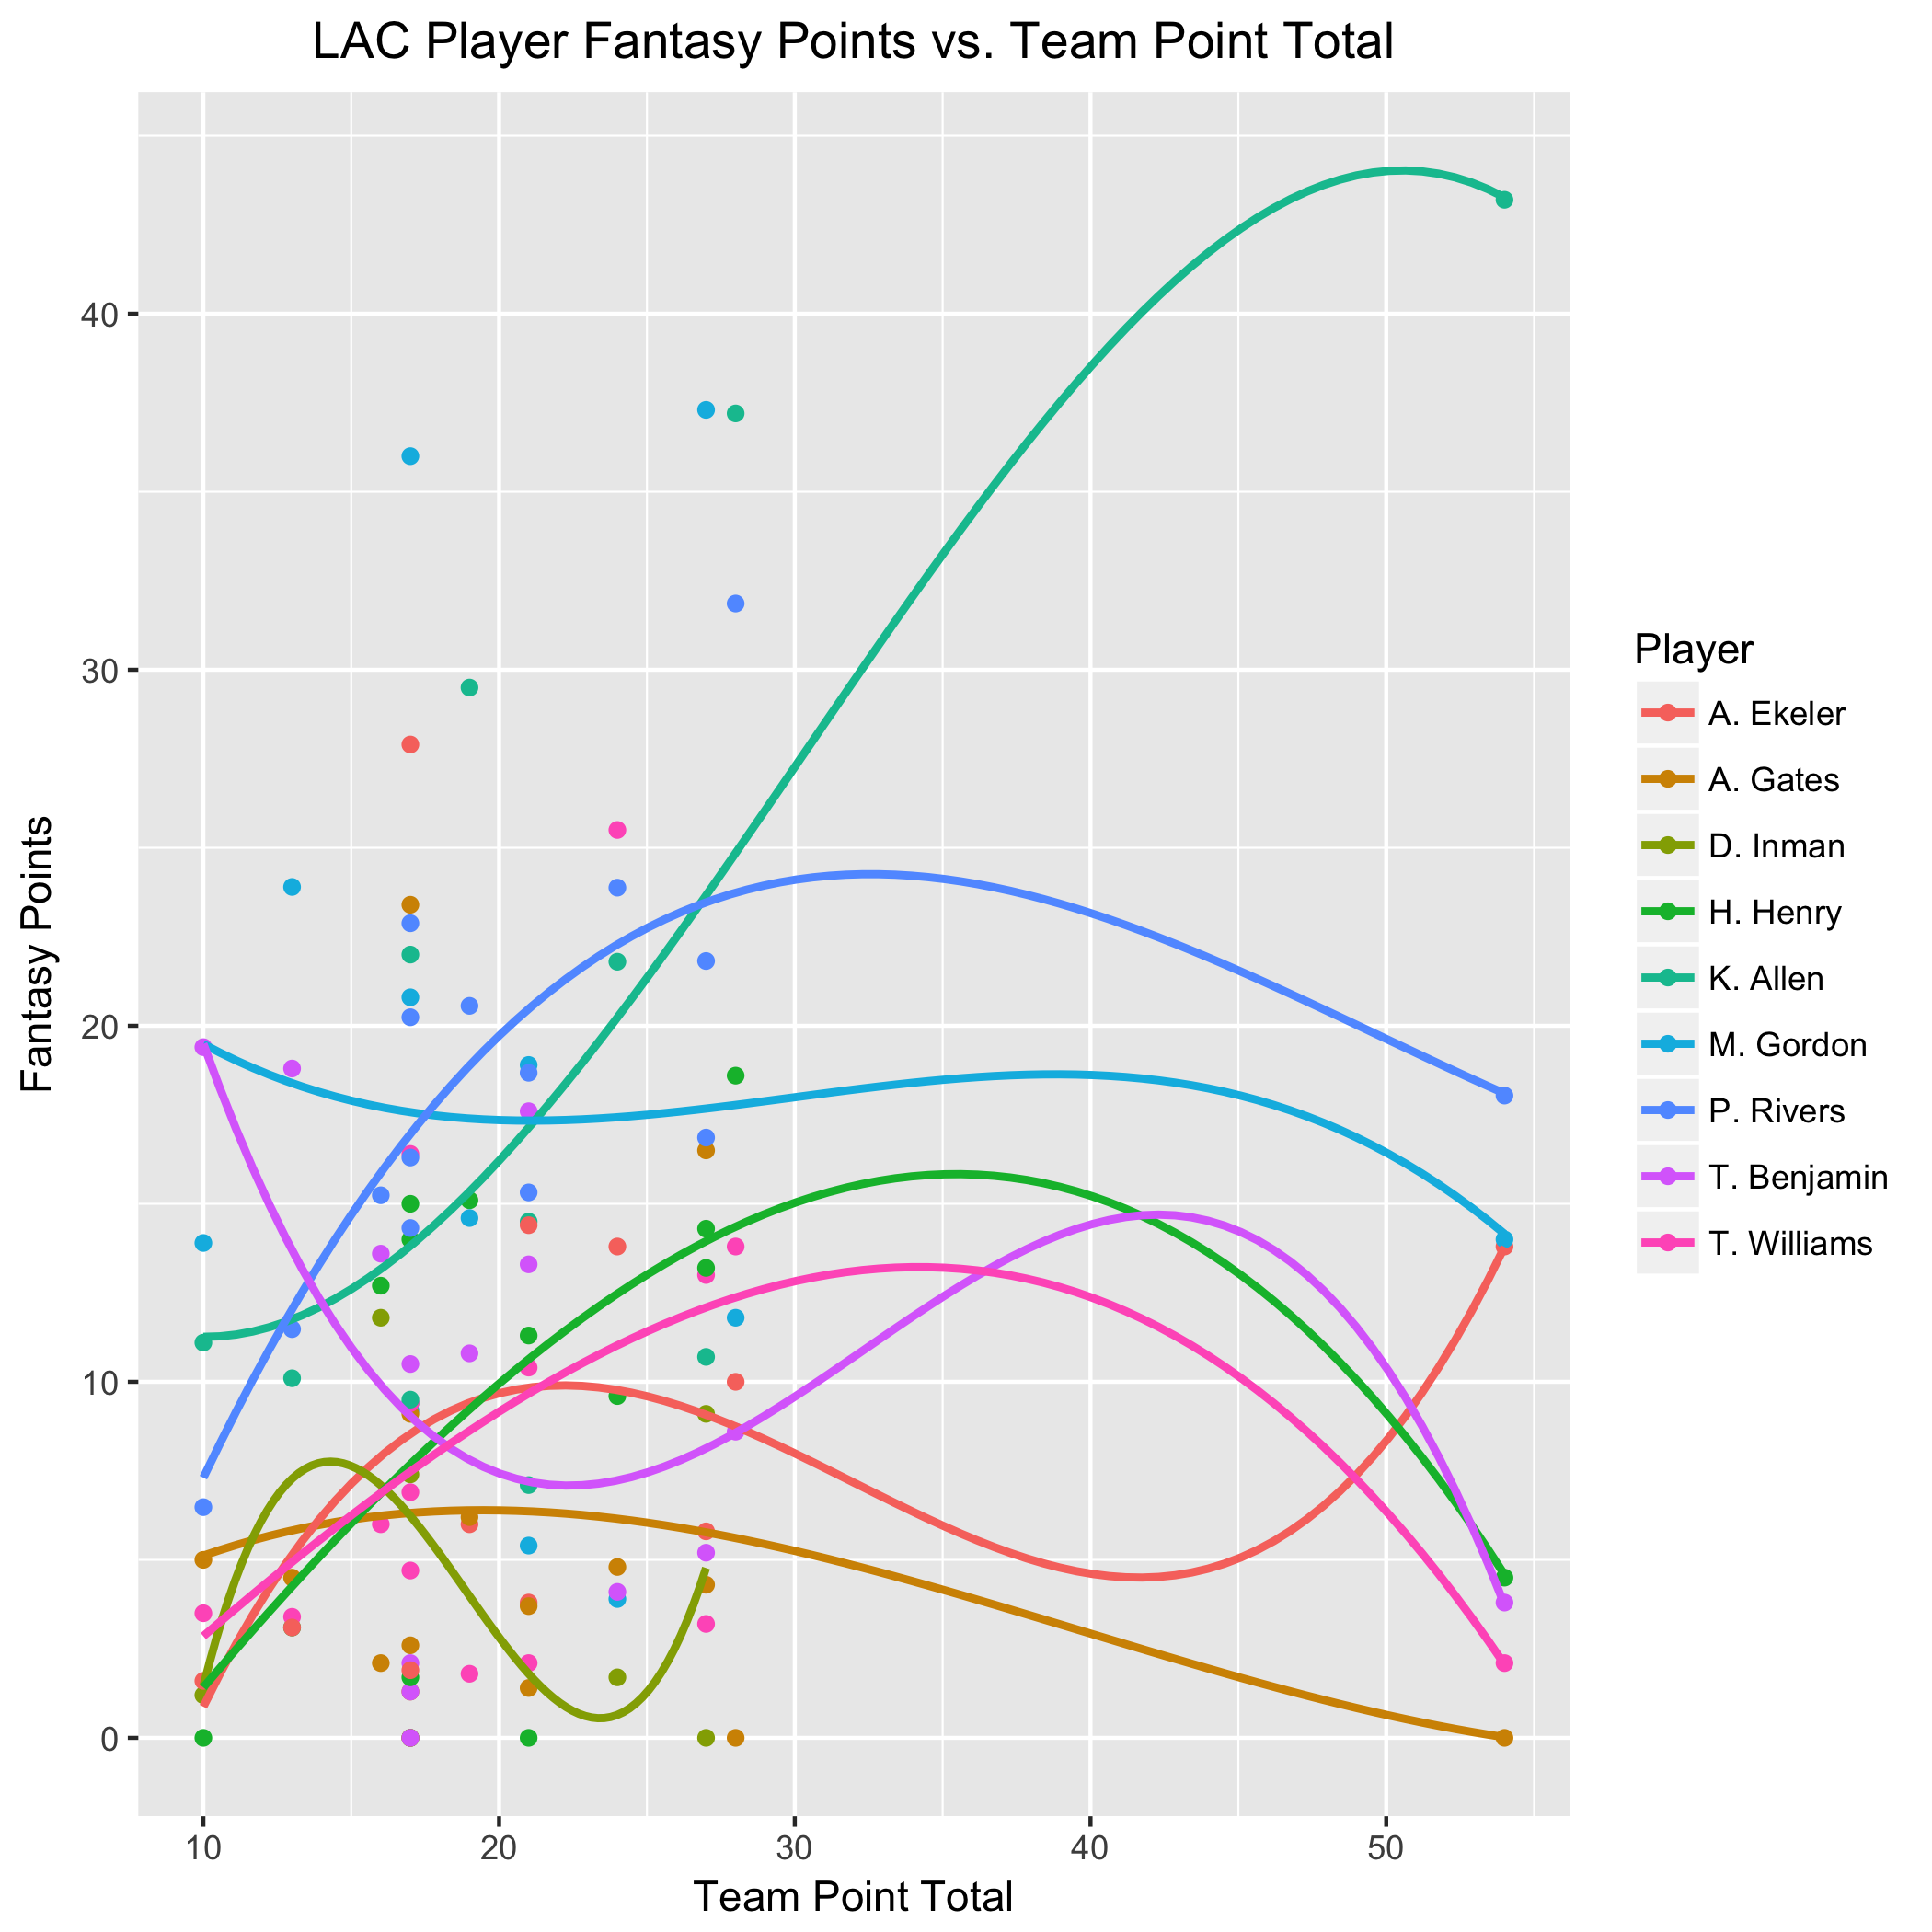 LAC Player Fantasy Points vs. Team Point Total
Fantasy Points
40
30
20
10
0
10 20 30 40 50
Team Point Total
Player
A. Ekeler
A. Gates
D. Inman
H. Henry
K. Allen
M. Gordon
P. Rivers
T. Benjamin
T. Williams